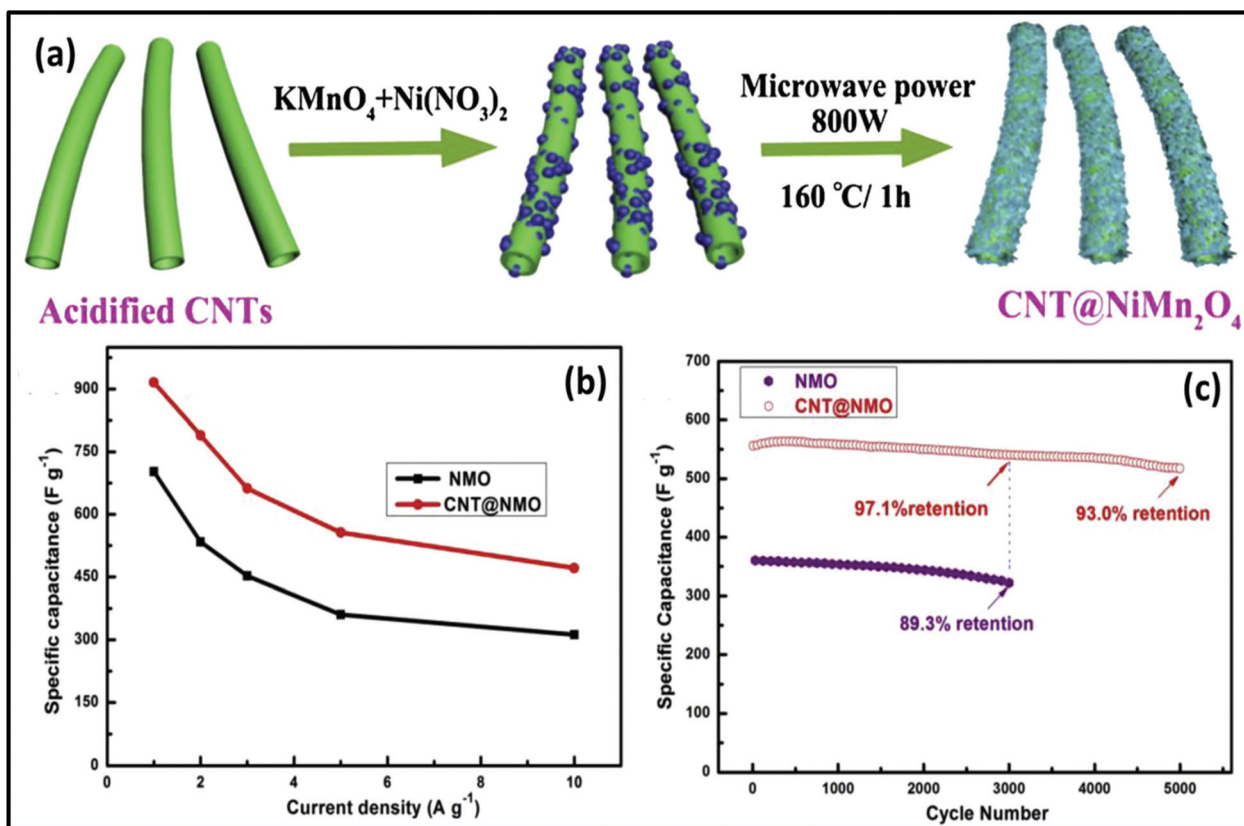 (a)
KMnO₄+Ni(NO₃)₂
Microwave power
800W
160 °C/ 1h
Acidified CNTs
CNT@NiMn₂O₄
(b)
Specific capacitance (F g⁻¹)
900
750
600
450
300
150
0
NMO
CNT@NMO
0 2 4 6 8 10
Current density (A g⁻¹)
(c)
Specific Capacitance (F g⁻¹)
700
600
500
400
300
200
100
0
NMO
CNT@NMO
97.1%retention
93.0% retention
89.3% retention
0 1000 2000 3000 4000 5000
Cycle Number